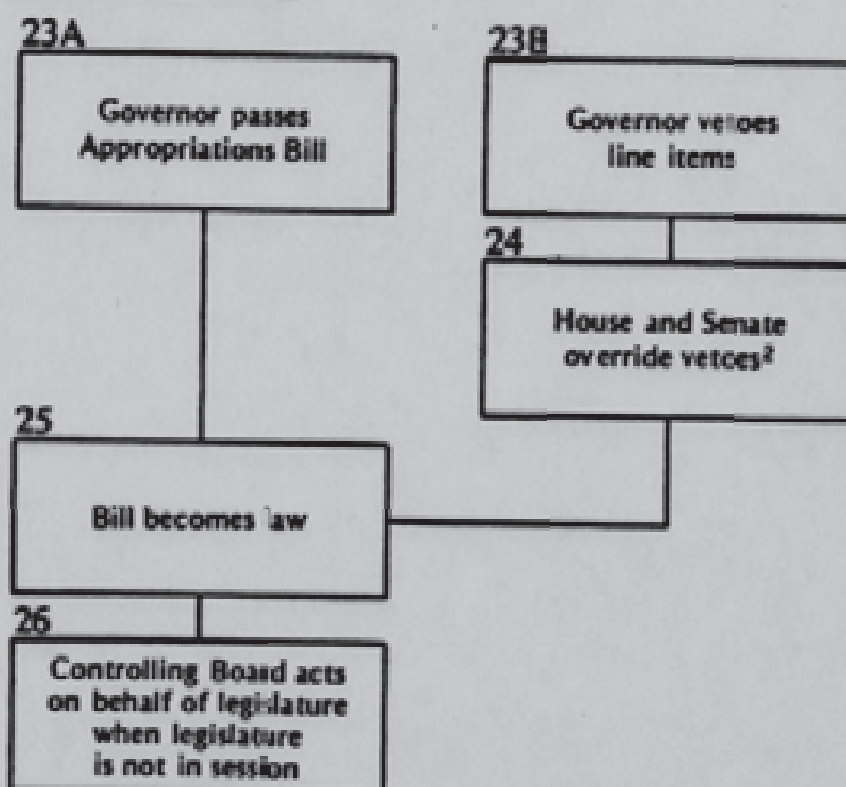 23A
Governor passes
Appropriations Bill
23B
Governor vetoes
line items
24
House and Senate
override vetoes²
25
Bill becomes law
26
Controlling Board acts
on behalf of legislature
when legislature
is not in session